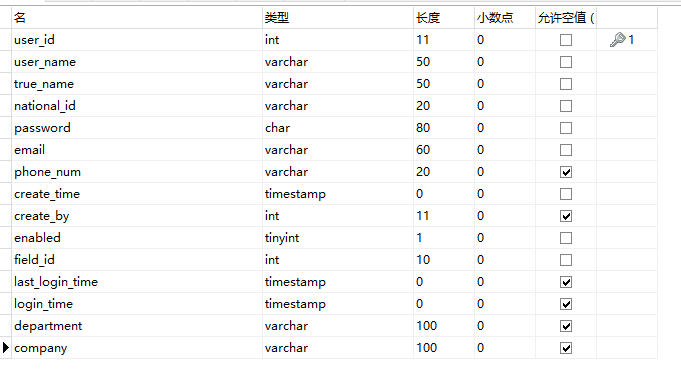 名 类型 长度 小数点 允许空值 (
user_id int 11 0 1
user_name varchar 50 0
true_name varchar 50 0
national_id varchar 20 0
password char 80 0
email varchar 60 0
phone_num varchar 20 0
create_time timestamp 0 0
create_by int 11 0
enabled tinyint 1 0
field_id int 10 0
last_login_time timestamp 0 0
login_time timestamp 0 0
department varchar 100 0
company varchar 100 0